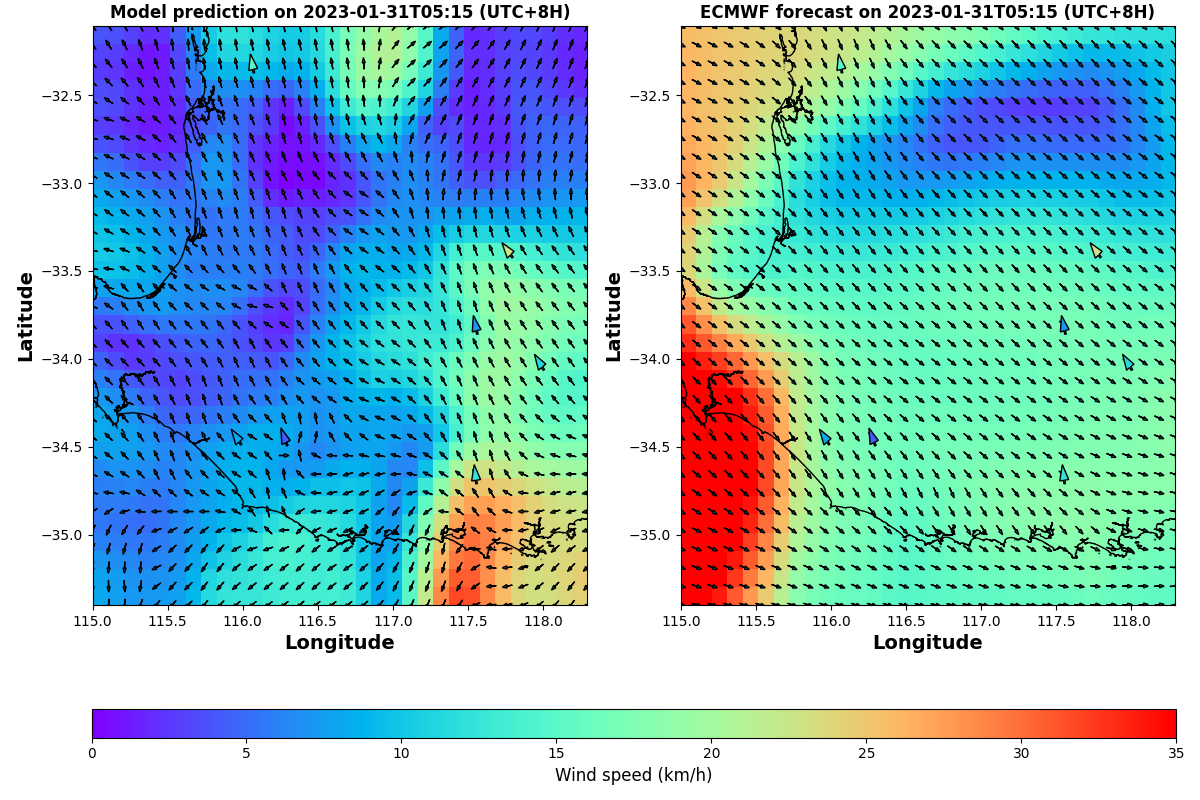 Model prediction on 2023-01-31T05:15 (UTC+8H)
ECMWF forecast on 2023-01-31T05:15 (UTC+8H)
Latitude
−32.5
−33.0
−33.5
−34.0
−34.5
−35.0
115.0 115.5 116.0 116.5 117.0 117.5 118.0
Longitude
Latitude
−32.5
−33.0
−33.5
−34.0
−34.5
−35.0
115.0 115.5 116.0 116.5 117.0 117.5 118.0
Longitude
0 5 10 15 20 25 30 35
Wind speed (km/h)